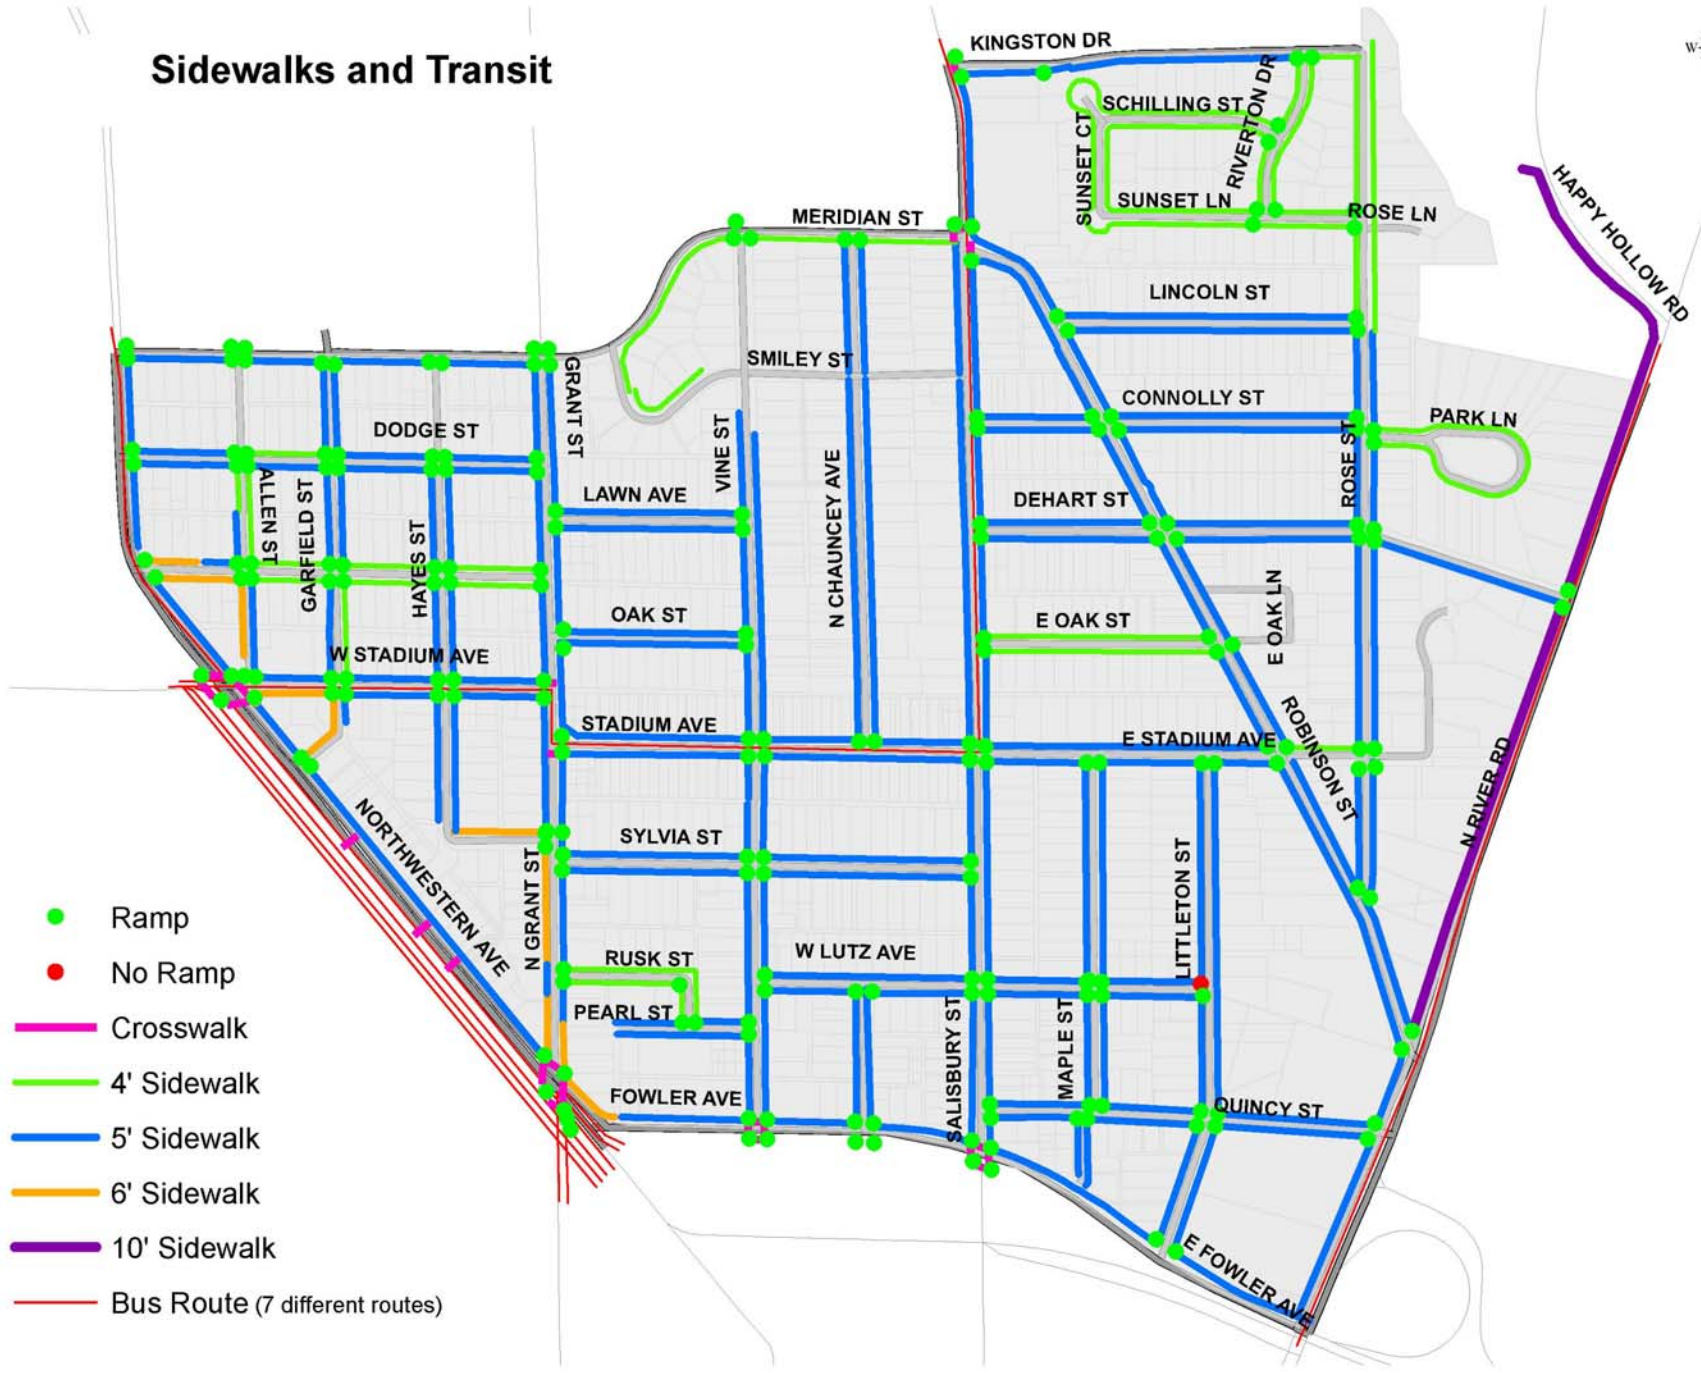 Sidewalks and Transit
KINGSTON DR
W
SCHILLING ST
RIVERTON DR
SUNSET CT
SUNSET LN
ROSE LN
HAPPY HOLLOW RD
MERIDIAN ST
LINCOLN ST
SMILEY ST
GRANT ST
CONNOLLY ST
PARK LN
DODGE ST
VINE ST
ROSE ST
N CHAUNCEY AVE
ALLEN ST
GARFIELD ST
LAWN AVE
DEHART ST
HAYES ST
OAK ST
E OAK ST
E OAK LN
W STADIUM AVE
STADIUM AVE
E STADIUM AVE
ROBINSON ST
N RIVER RD
NORTHWESTERN AVE
SYLVIA ST
N GRANT ST
LITTLETON ST
RUSK ST
W LUTZ AVE
PEARL ST
SALISBURY ST
MAPLE ST
FOWLER AVE
QUINCY ST
E FOWLER AVE
Ramp
No Ramp
Crosswalk
4' Sidewalk
5' Sidewalk
6' Sidewalk
10' Sidewalk
Bus Route (7 different routes)